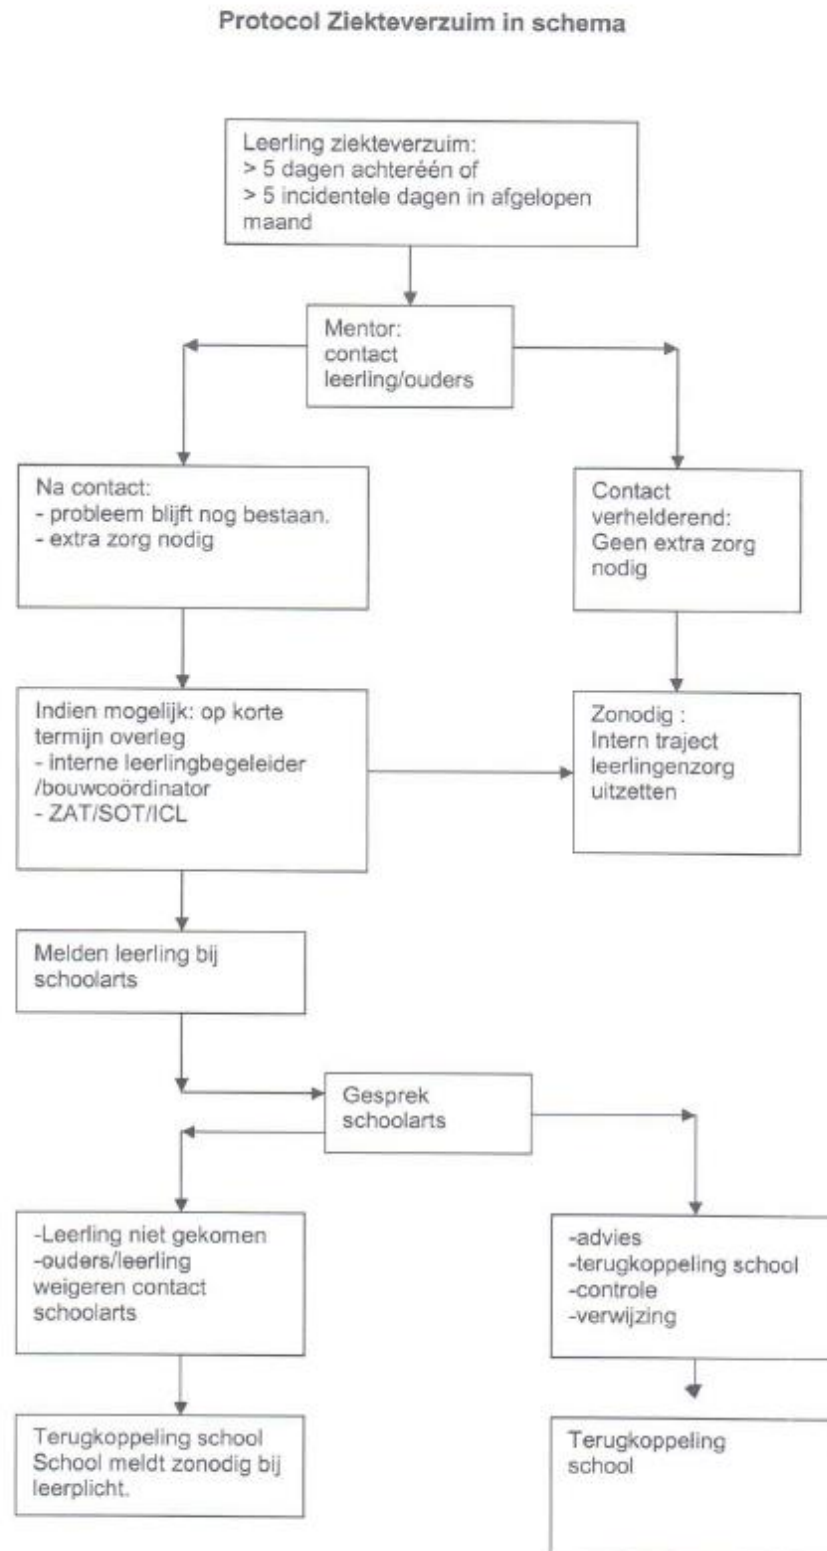 Protocol Ziekteverzuim in schema
Leerling ziekteverzuim:
> 5 dagen achteréén of
> 5 incidentele dagen in afgelopen
maand
Mentor:
contact
leerling/ouders
Na contact:
- probleem blijft nog bestaan.
- extra zorg nodig
Contact
verhelderend:
Geen extra zorg
nodig
Indien mogelijk: op korte
termijn overleg
- interne leerlingbegeleider
/bouwcoördinator
- ZAT/SOT/ICL
Zonodig :
Intern traject
leerlingenzorg
uitzetten
Melden leerling bij
schoolarts
Gesprek
schoolarts
-Leerling niet gekomen
-ouders/leerling
weigeren contact
schoolarts
-advies
-terugkoppeling school
-controle
-verwijzing
Terugkoppeling school
School meldt zonodig bij
leerplicht.
Terugkoppeling
school